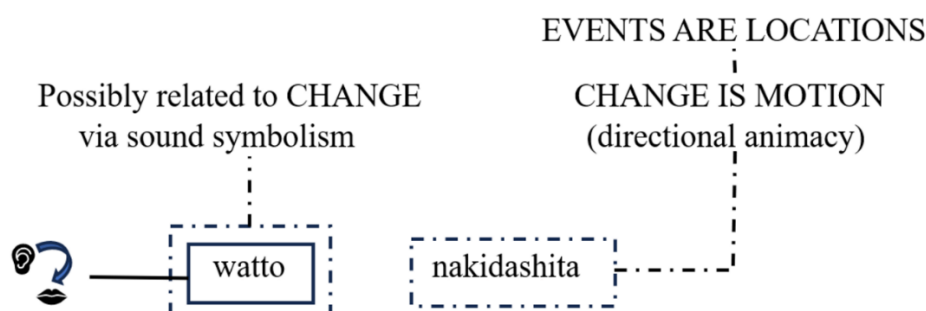 EVENTS ARE LOCATIONS
Possibly related to CHANGE
via sound symbolism
CHANGE IS MOTION
(directional animacy)
watto
nakidashita